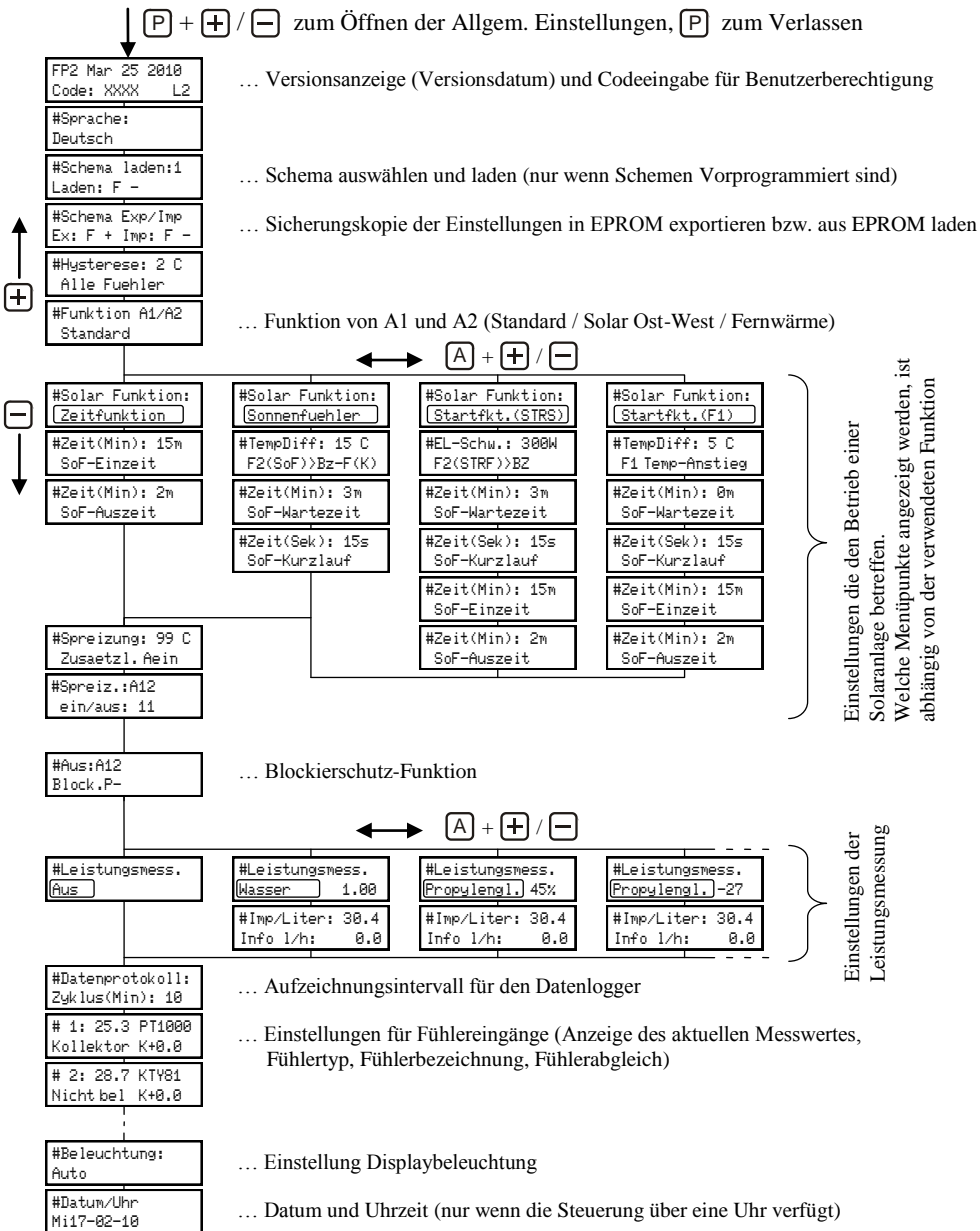 P + + / − zum Öffnen der Allgem. Einstellungen, P zum Verlassen
FP2 Mar 25 2010
Code: XXXX L2
… Versionsanzeige (Versionsdatum) und Codeeingabe für Benutzerberechtigung
#Sprache:
Deutsch
#Schema laden:1
Laden: F -
… Schema auswählen und laden (nur wenn Schemen Vorprogrammiert sind)
#Schema Exp/Imp
Ex: F + Imp: F -
… Sicherungskopie der Einstellungen in EPROM exportieren bzw. aus EPROM laden
#Hysterese: 2 C
Alle Fuehler
+
#Funktion A1/A2
Standard
… Funktion von A1 und A2 (Standard / Solar Ost-West / Fernwärme)
A + + / −
−
#Solar Funktion:
Zeitfunktion
#Zeit(Min): 15m
SoF-Einzeit
#Zeit(Min): 2m
SoF-Auszeit
#Solar Funktion:
Sonnenfuehler
#TempDiff: 15 C
F2(SoF)>Bz-F(K)
#Zeit(Min): 3m
SoF-Wartezeit
#Zeit(Sek): 15s
SoF-Kurzlauf
#Solar Funktion:
Startfkt.(STRS)
#EL-Schw.: 300W
F2(STRF)>BZ
#Zeit(Min): 3m
SoF-Wartezeit
#Zeit(Sek): 15s
SoF-Kurzlauf
#Zeit(Min): 15m
SoF-Einzeit
#Zeit(Min): 2m
SoF-Auszeit
#Solar Funktion:
Startfkt.(F1)
#TempDiff: 5 C
F1 Temp-Anstieg
#Zeit(Min): 0m
SoF-Wartezeit
#Zeit(Sek): 15s
SoF-Kurzlauf
#Zeit(Min): 15m
SoF-Einzeit
#Zeit(Min): 2m
SoF-Auszeit
Einstellungen die den Betrieb einer
Solaranlage betreffen.
Welche Menüpunkte angezeigt werden, ist
abhängig von der verwendeten Funktion
#Spreizung: 99 C
Zusaetzl.Aein
#Spreiz.:A12
ein/aus: 11
#Aus:A12
Block.P-
… Blockierschutz-Funktion
A + + / −
#Leistungsmess.
Aus
#Leistungsmess.
Wasser 1.00
#Imp/Liter: 30.4
Info l/h: 0.0
#Leistungsmess.
Propylengl. 45%
#Imp/Liter: 30.4
Info l/h: 0.0
#Leistungsmess.
Propylengl. -27
#Imp/Liter: 30.4
Info l/h: 0.0
Einstellungen der
Leistungsmessung
#Datenprotokoll:
Zyklus(Min): 10
… Aufzeichnungsintervall für den Datenlogger
# 1: 25.3 PT1000
Kollektor K+0.0
… Einstellungen für Fühlereingänge (Anzeige des aktuellen Messwertes,
Fühlertyp, Fühlerbezeichnung, Fühlerabgleich)
# 2: 28.7 KTY81
Nicht bel K+0.0
#Beleuchtung:
Auto
… Einstellung Displaybeleuchtung
#Datum/Uhr
Mi17-02-10
… Datum und Uhrzeit (nur wenn die Steuerung über eine Uhr verfügt)